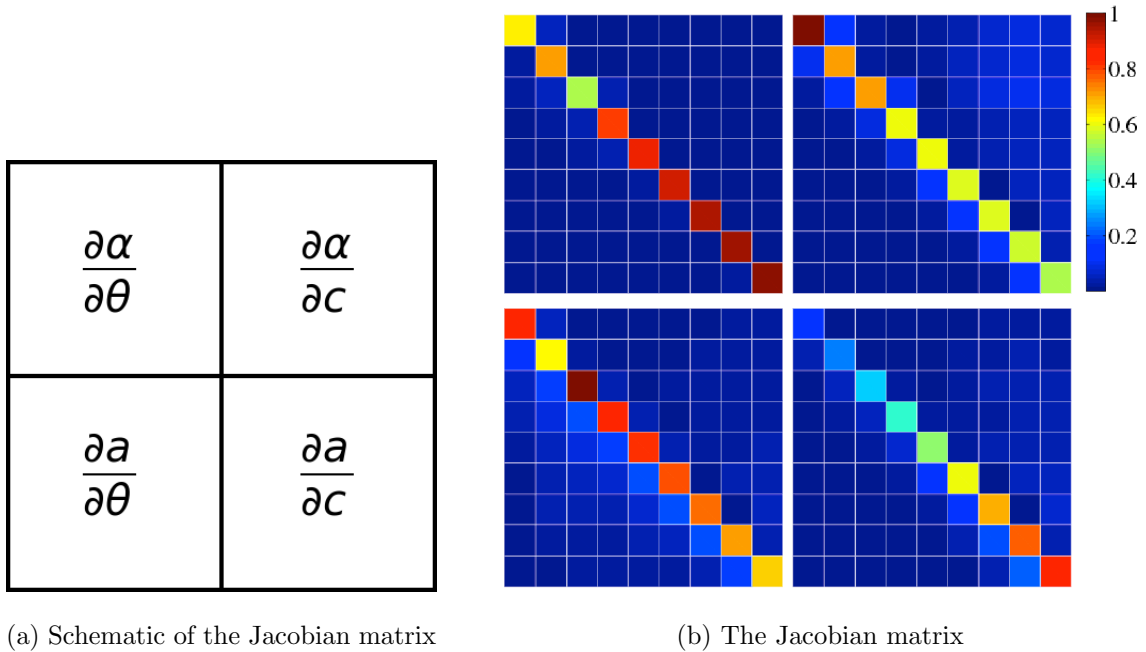 ∂α/∂θ ∂α/∂c
∂a/∂θ ∂a/∂c
1
0.8
0.6
0.4
0.2
(a) Schematic of the Jacobian matrix
(b) The Jacobian matrix